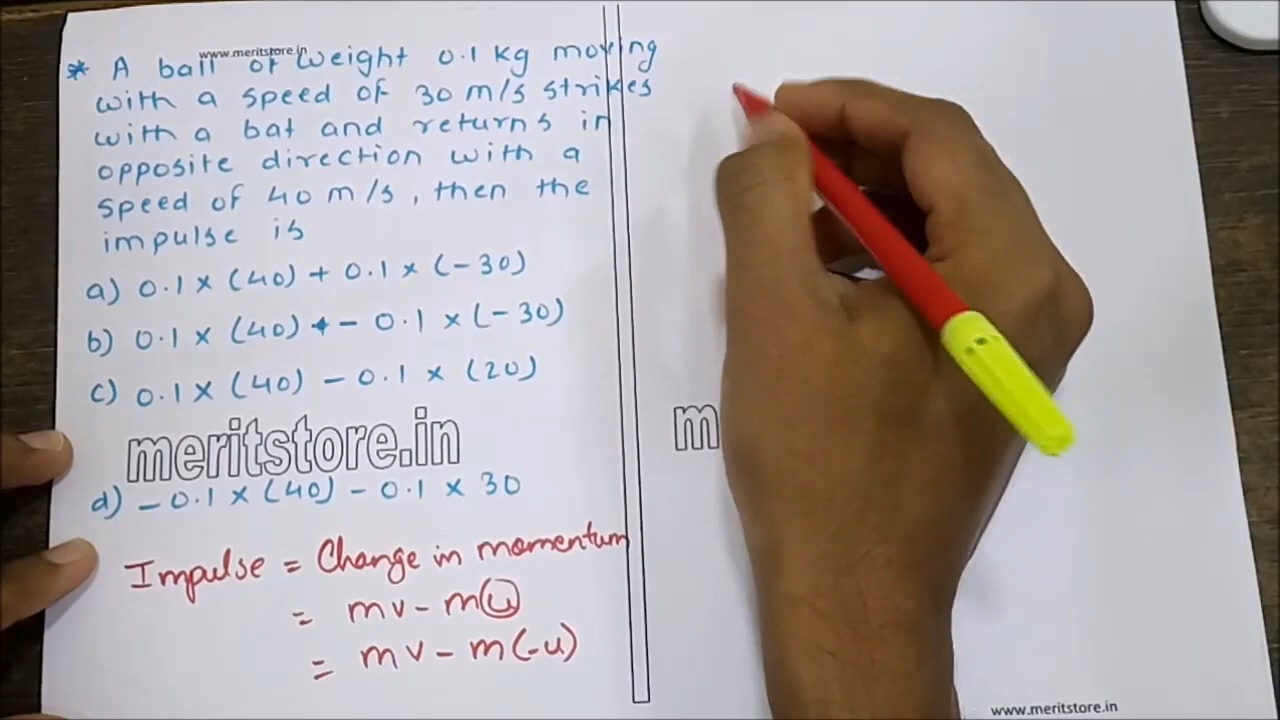 www.meritstore.in
* A ball of weight 0.1 kg moving
with a speed of 30 m/s strikes
with a bat and returns in
opposite direction with a
speed of 40 m/s, then the
impulse is
a) 0.1 × (40) + 0.1 × (-30)
b) 0.1 × (40) - 0.1 × (-30)
c) 0.1 × (40) - 0.1 × (20)
meritstore.in
d) - 0.1 × (40) - 0.1 × 30
Impulse = Change in momentum
= mv - m(u)
= mv - m(-u)
m
www.meritstore.in